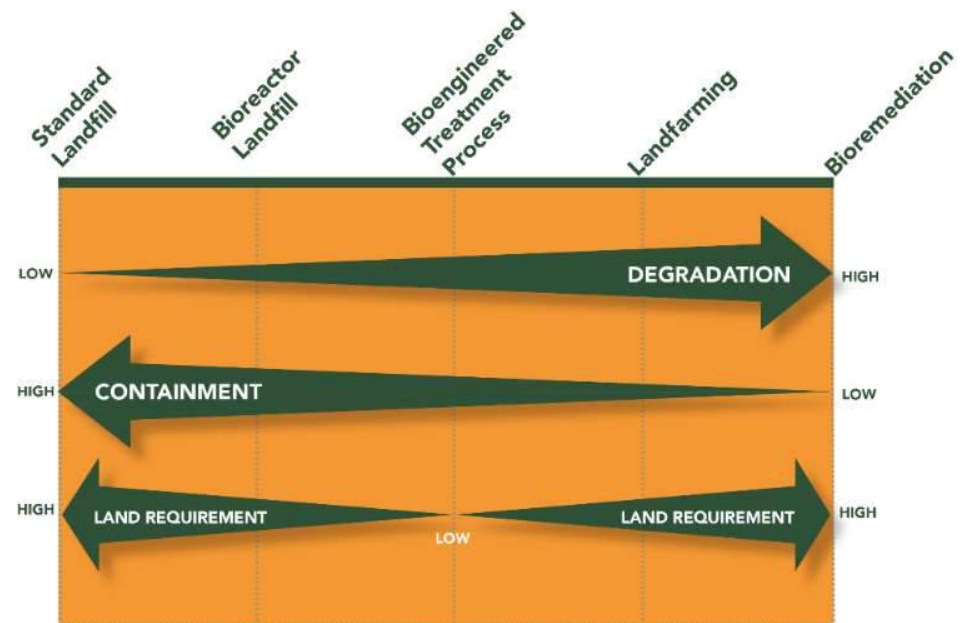 Standard
Landfill
Bioreactor
Landfill
Bioengineered
Treatment
Process
Landfarming
Bioremediation
LOW
DEGRADATION
HIGH
HIGH
CONTAINMENT
LOW
HIGH
LAND REQUIREMENT
LOW
LAND REQUIREMENT
HIGH